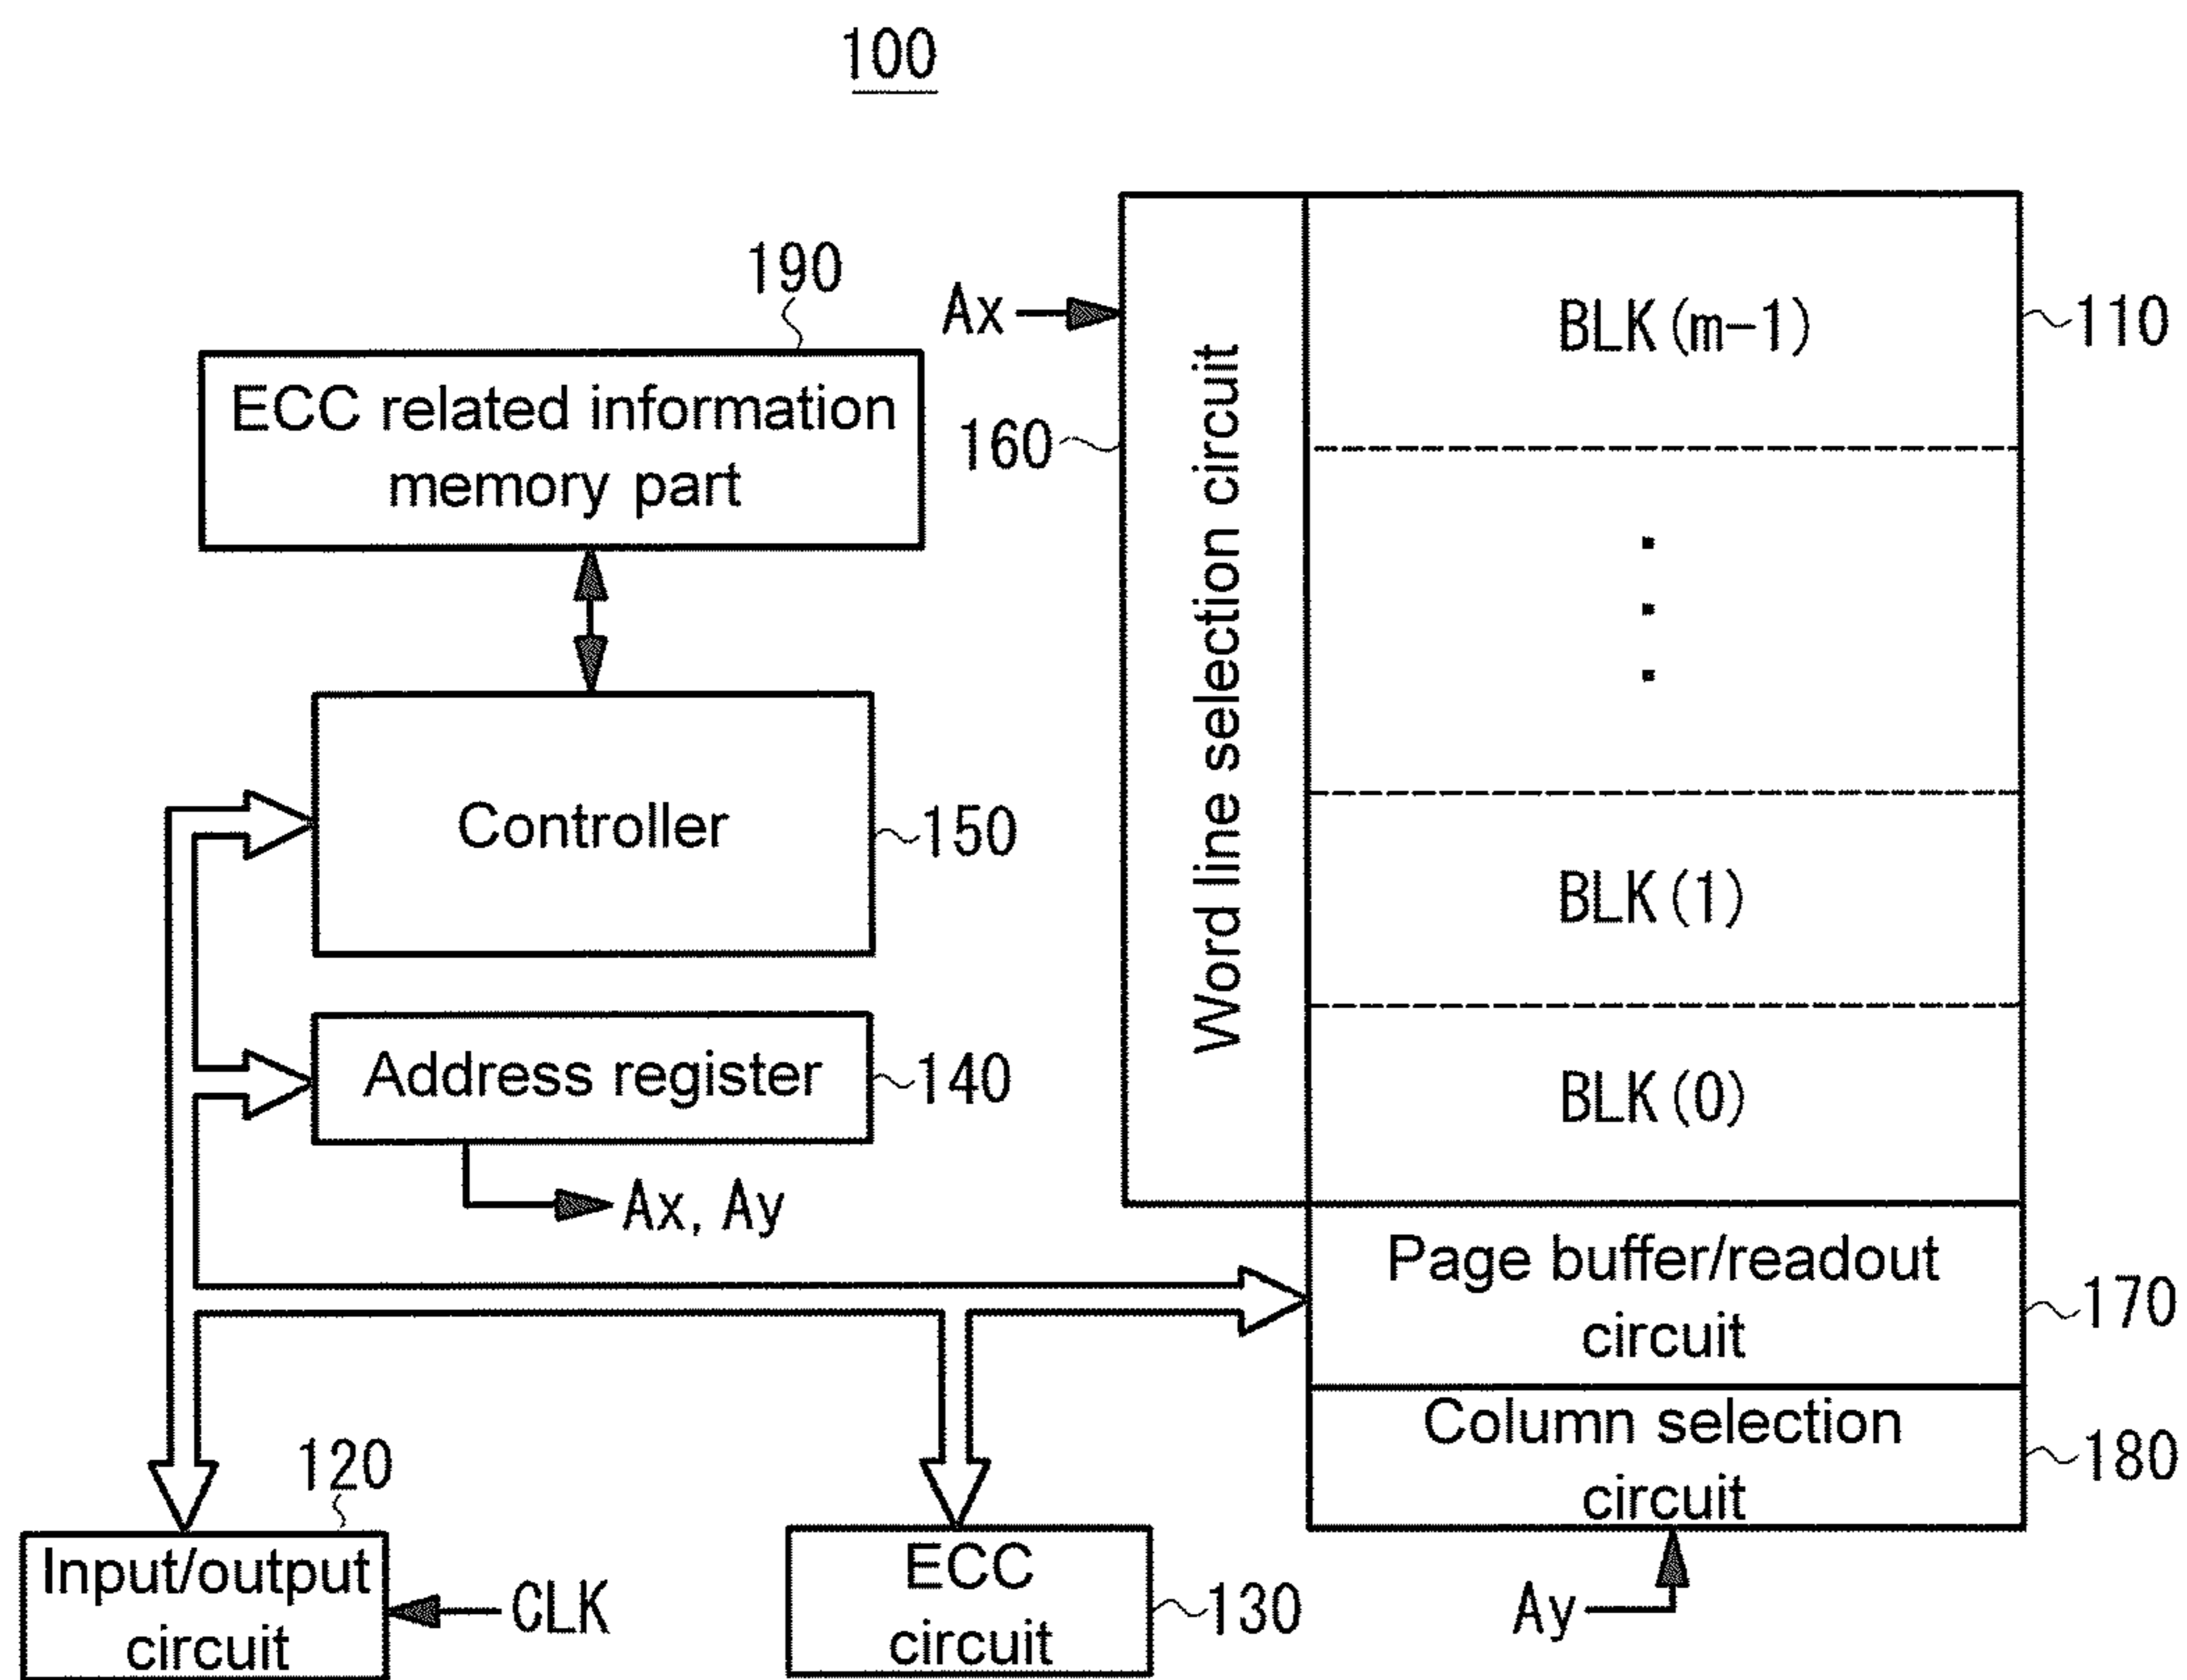 100
190
ECC related information
memory part
Ax
160
Word line selection circuit
BLK(m-1)
110
Controller
150
BLK(1)
Address register
140
BLK(0)
Ax, Ay
Page buffer/readout
circuit
170
Column selection
circuit
180
120
Input/output
circuit
CLK
ECC
circuit
130
Ay